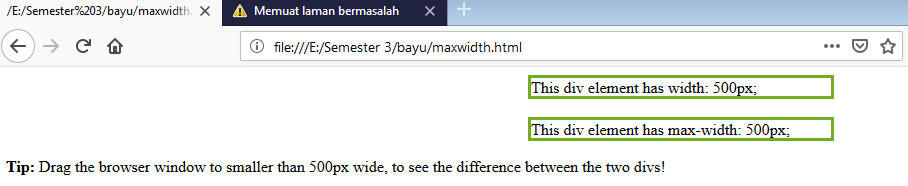 /E:/Semester%203/bayu/maxwidth.
Memuat laman bermasalah
file:///E:/Semester 3/bayu/maxwidth.html
This div element has width: 500px;
This div element has max-width: 500px;
Tip: Drag the browser window to smaller than 500px wide, to see the difference between the two divs!